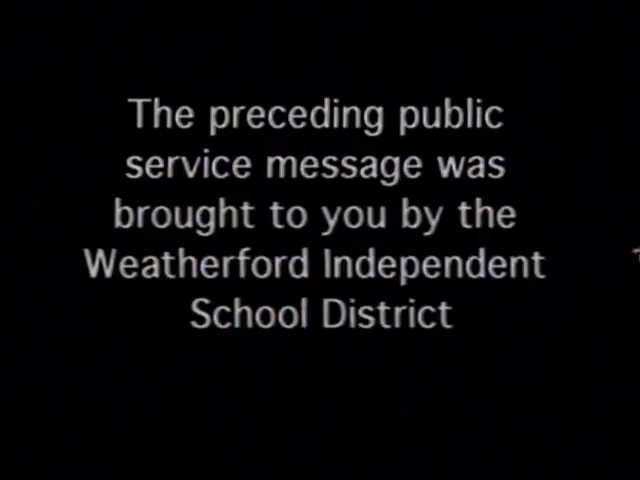 The preceding public
service message was
brought to you by the
Weatherford Independent
School District